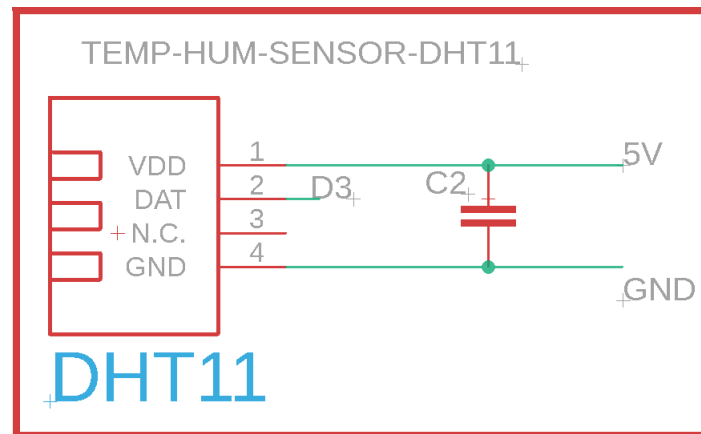 TEMP-HUM-SENSOR-DHT11
VDD 1 5V
DAT 2 D3 C2
N.C. 3
GND 4 GND
DHT11